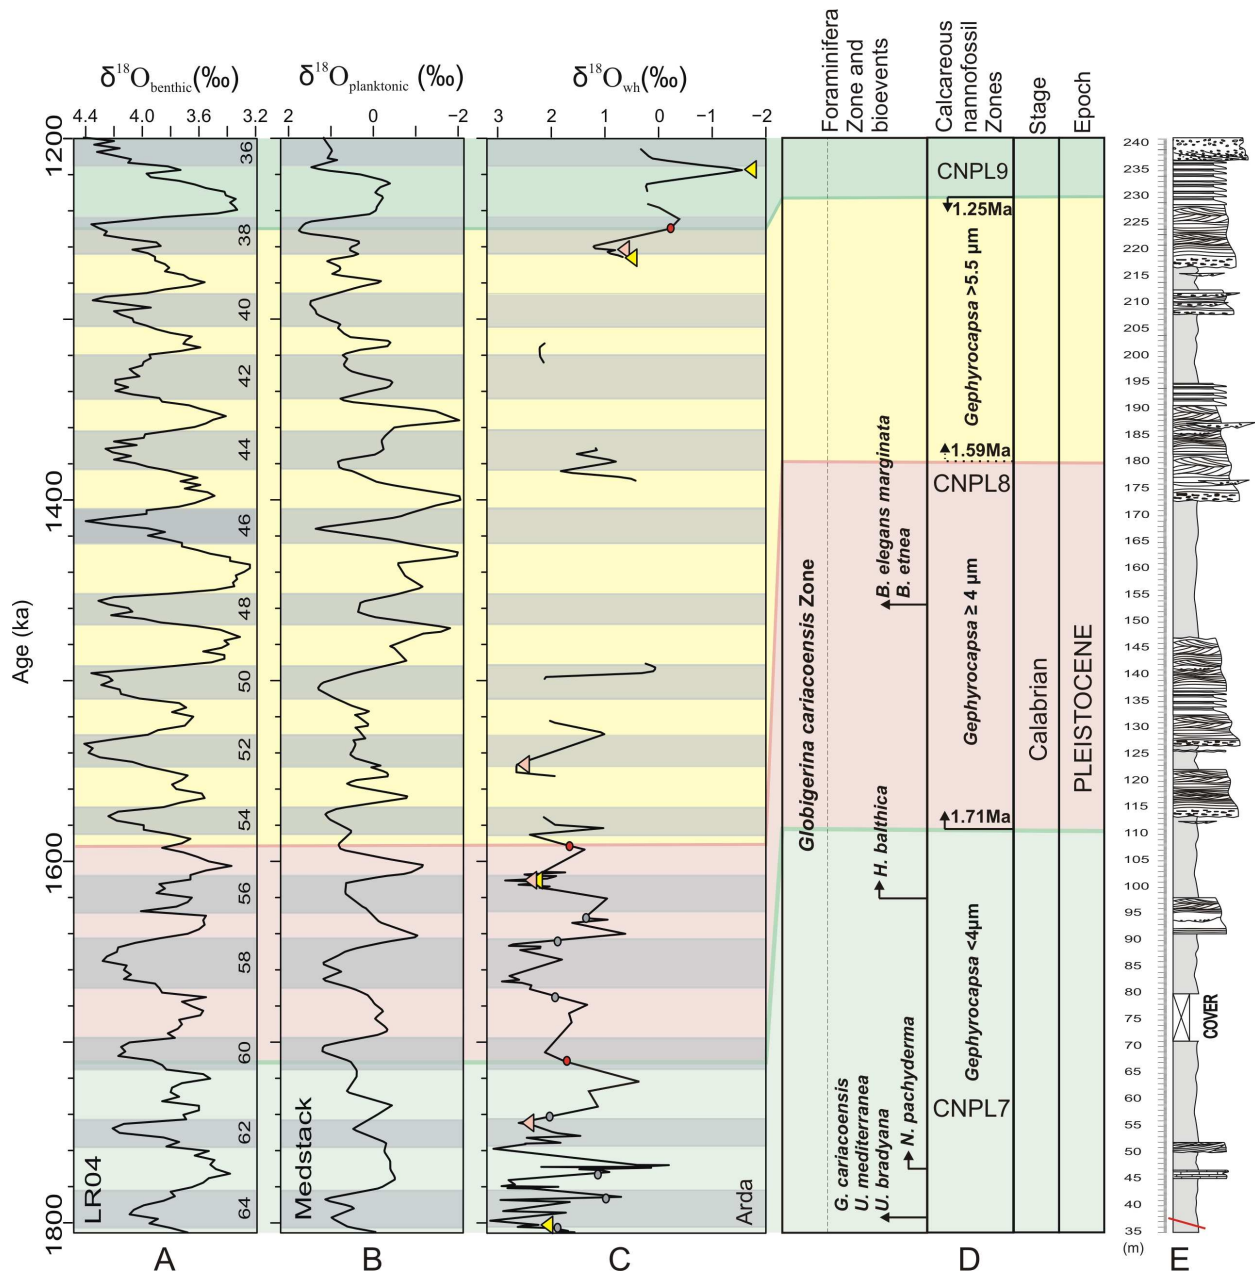 δ¹⁸Obenthic(‰)
4.4 4.0 3.6 3.2
δ¹⁸Oplanktonic (‰)
2 1 0 −2
δ¹⁸Owh(‰)
3 2 1 0 −1 −2
Foraminifera
Zone and
bioevents
Calcareous
nannofossil
Zones
Stage
Epoch
Age (ka)
1200
1400
1600
1800
36
38
40
42
44
46
48
50
52
54
56
58
60
62
64
LR04
Medstack
Arda
Globigerina cariacoensis Zone
B. elegans marginata
B. etnea
H. balthica
N. pachyderma
G. cariacoensis
U. mediterranea
U. bradyana
CNPL9
1.25Ma
Gephyrocapsa >5.5 µm
1.59Ma
CNPL8
Gephyrocapsa ≥ 4 µm
1.71Ma
Gephyrocapsa <4µm
CNPL7
Calabrian
PLEISTOCENE
240
235
230
225
220
215
210
205
200
195
190
185
180
175
170
165
160
155
150
145
140
135
130
125
120
115
110
105
100
95
90
85
80
75
70
65
60
55
50
45
40
35
(m)
COVER
A B C D E